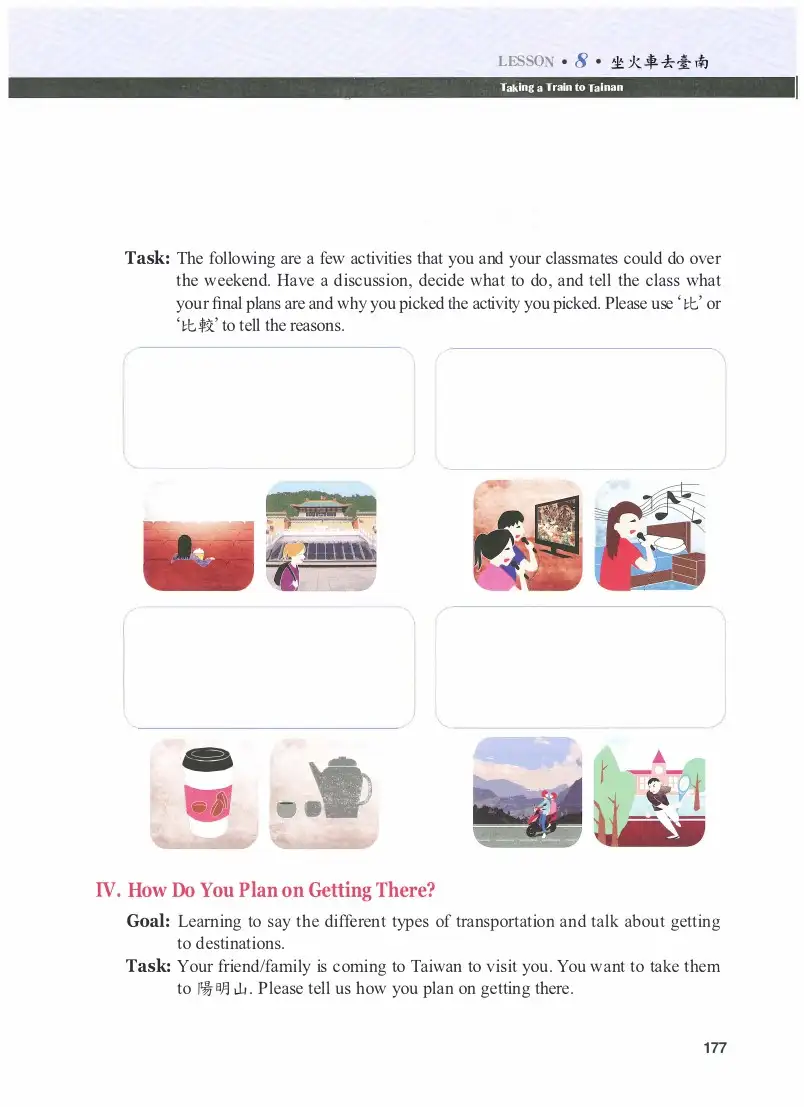 LESSON • 8 • 坐火車去臺南
Taking a Train to Tainan
Task: The following are a few activities that you and your classmates could do over
the weekend. Have a discussion, decide what to do, and tell the class what
your final plans are and why you picked the activity you picked. Please use ‘比’ or
‘比較’ to tell the reasons.
IV. How Do You Plan on Getting There?
Goal: Learning to say the different types of transportation and talk about getting
to destinations.
Task: Your friend/family is coming to Taiwan to visit you. You want to take them
to 陽明山. Please tell us how you plan on getting there.
177